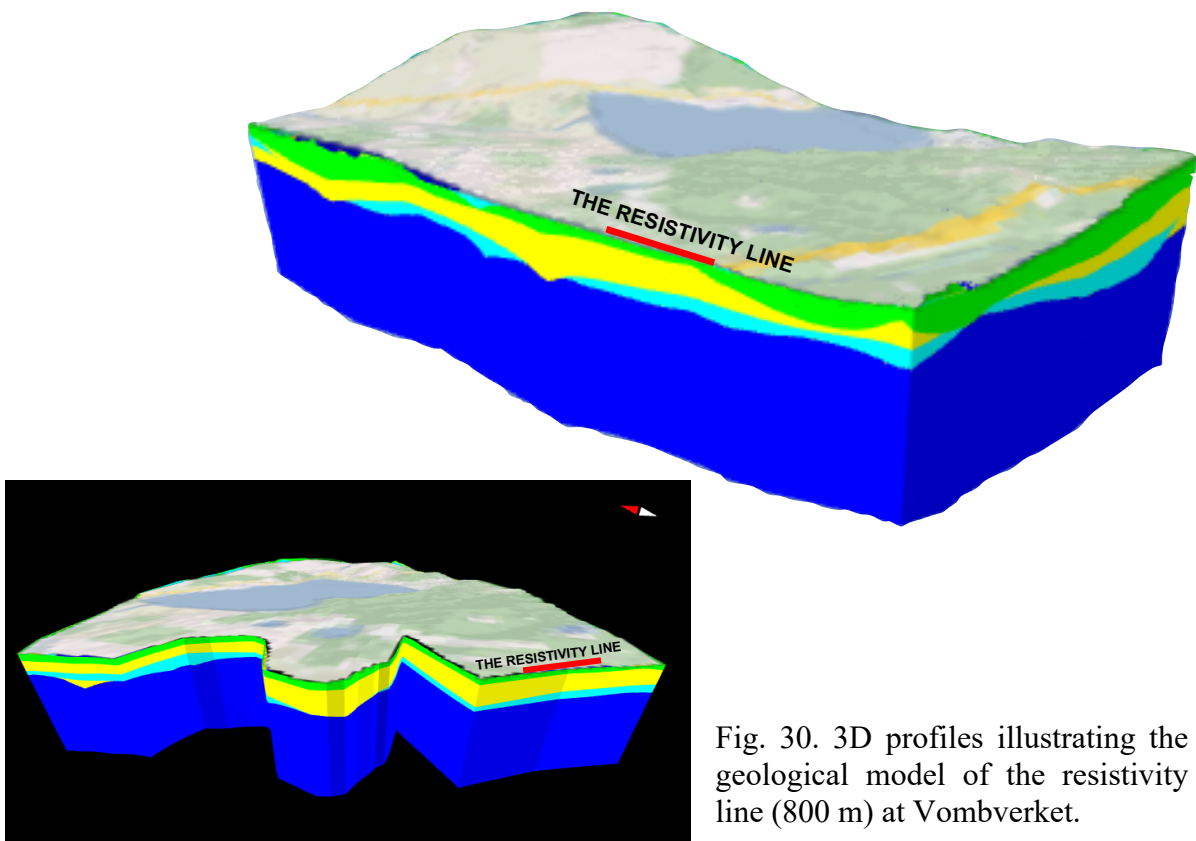 THE RESISTIVITY LINE
THE RESISTIVITY LINE
Fig. 30. 3D profiles illustrating the
geological model of the resistivity
line (800 m) at Vombverket.